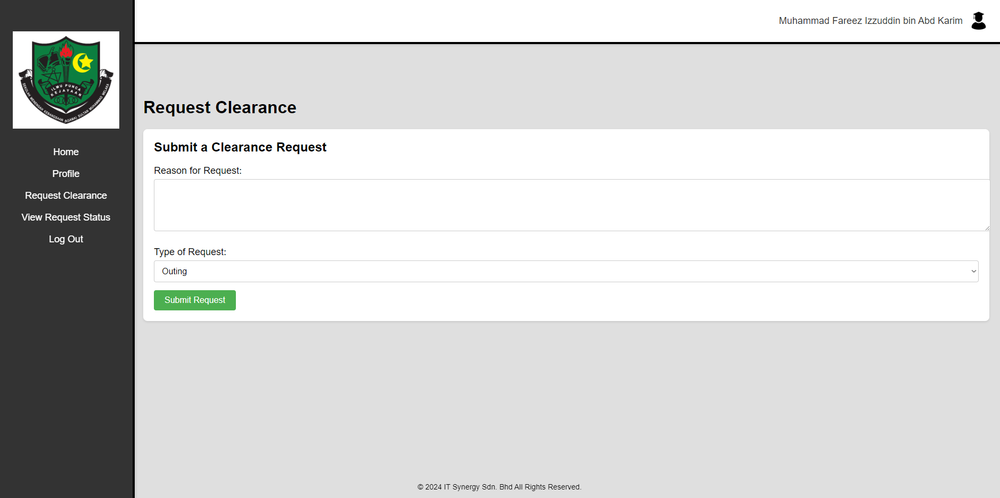 Muhammad Fareez Izzuddin bin Abd Karim
ILMU PUNCA
KEJAYAAN
SEKOLAH MENENGAH KEBANGSAAN (AGAMA) SULTAN MUHAMMAD MELAKA
Home
Profile
Request Clearance
View Request Status
Log Out
Request Clearance
Submit a Clearance Request
Reason for Request:
Type of Request:
Outing
Submit Request
© 2024 IT Synergy Sdn. Bhd All Rights Reserved.